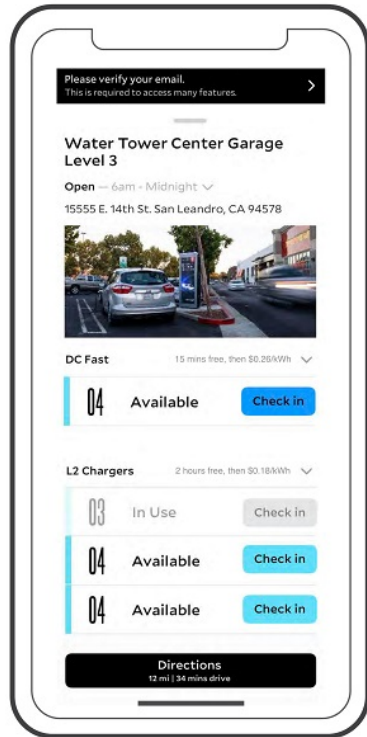 Please verify your email.
This is required to access many features.
Water Tower Center Garage
Level 3
Open — 6am - Midnight
15555 E. 14th St. San Leandro, CA 94578
DC Fast 15 mins free, then $0.26/kWh
04 Available Check in
L2 Chargers 2 hours free, then $0.18/kWh
03 In Use Check in
04 Available Check in
04 Available Check in
Directions
12 mi | 34 mins drive